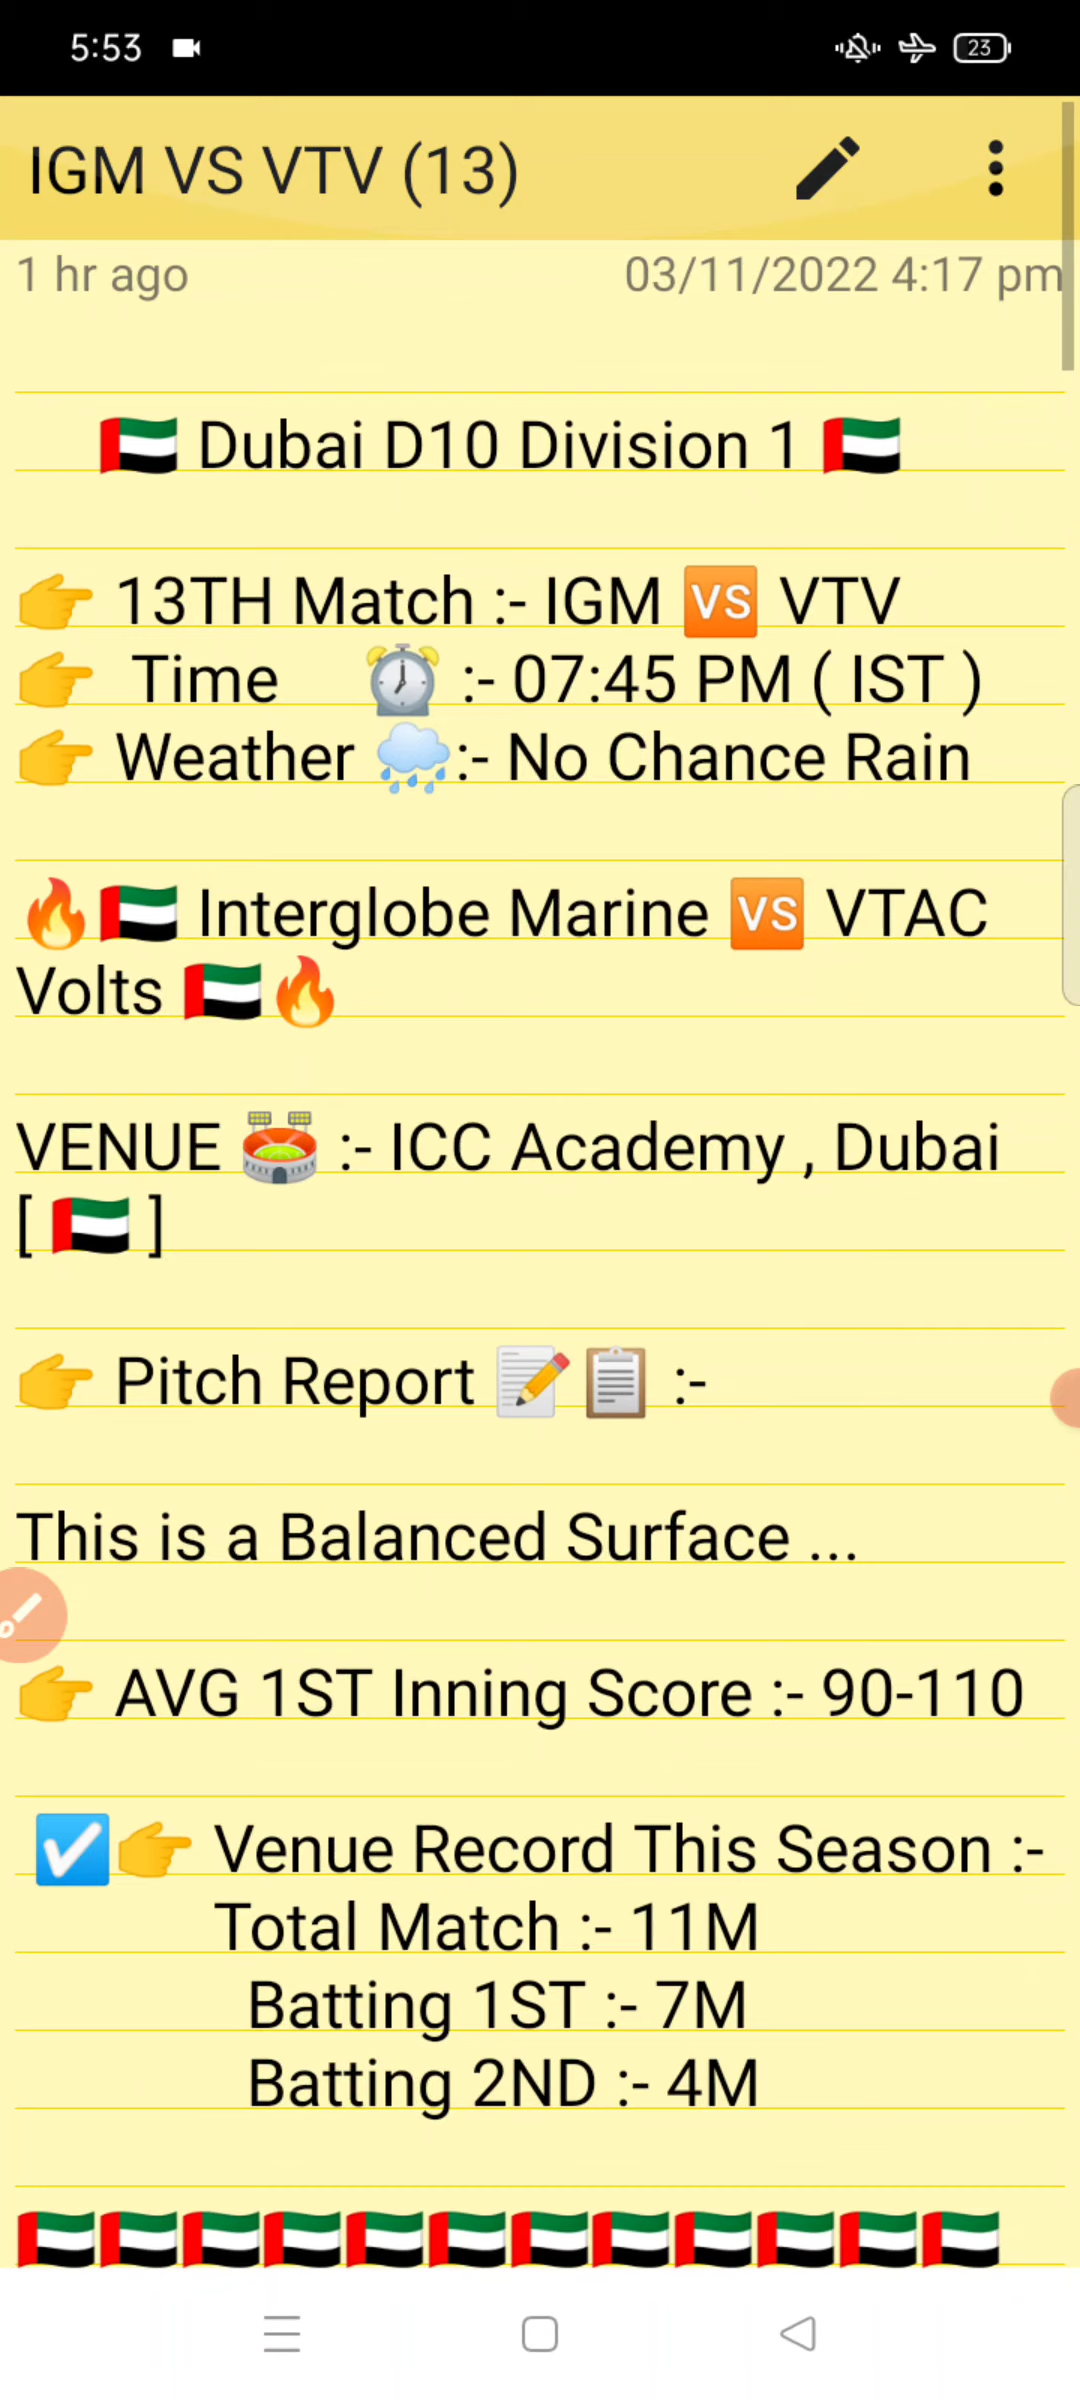 5:53
23
IGM VS VTV (13)
1 hr ago 03/11/2022 4:17 pm
🇦🇪 Dubai D10 Division 1 🇦🇪
👉 13TH Match :- IGM 🆚 VTV
👉 Time ⏰ :- 07:45 PM ( IST )
👉 Weather 🌧:- No Chance Rain
🔥🇦🇪 Interglobe Marine 🆚 VTAC
Volts 🇦🇪🔥
VENUE 🏟 :- ICC Academy , Dubai
[ 🇦🇪 ]
👉 Pitch Report 📝📋 :-
This is a Balanced Surface ...
👉 AVG 1ST Inning Score :- 90-110
☑👉 Venue Record This Season :-
Total Match :- 11M
Batting 1ST :- 7M
Batting 2ND :- 4M
🇦🇪🇦🇪🇦🇪🇦🇪🇦🇪🇦🇪🇦🇪🇦🇪🇦🇪🇦🇪🇦🇪🇦🇪